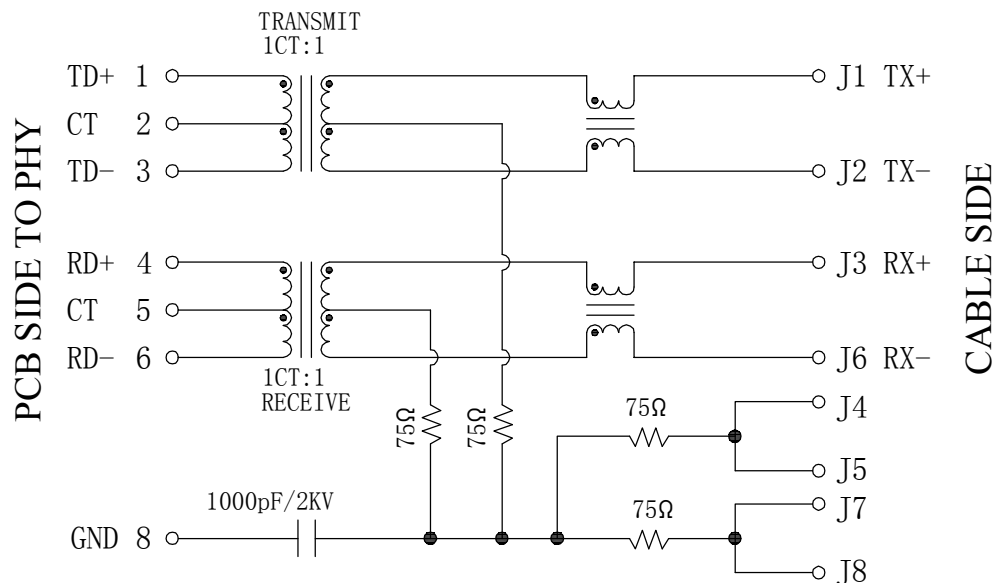 TRANSMIT
1CT:1
TD+ 1
CT 2
TD- 3
J1 TX+
J2 TX-
PCB SIDE TO PHY
CABLE SIDE
RD+ 4
CT 5
RD- 6
J3 RX+
J6 RX-
1CT:1
RECEIVE
75Ω
75Ω
75Ω
J4
J5
1000pF/2KV
75Ω
J7
GND 8
J8